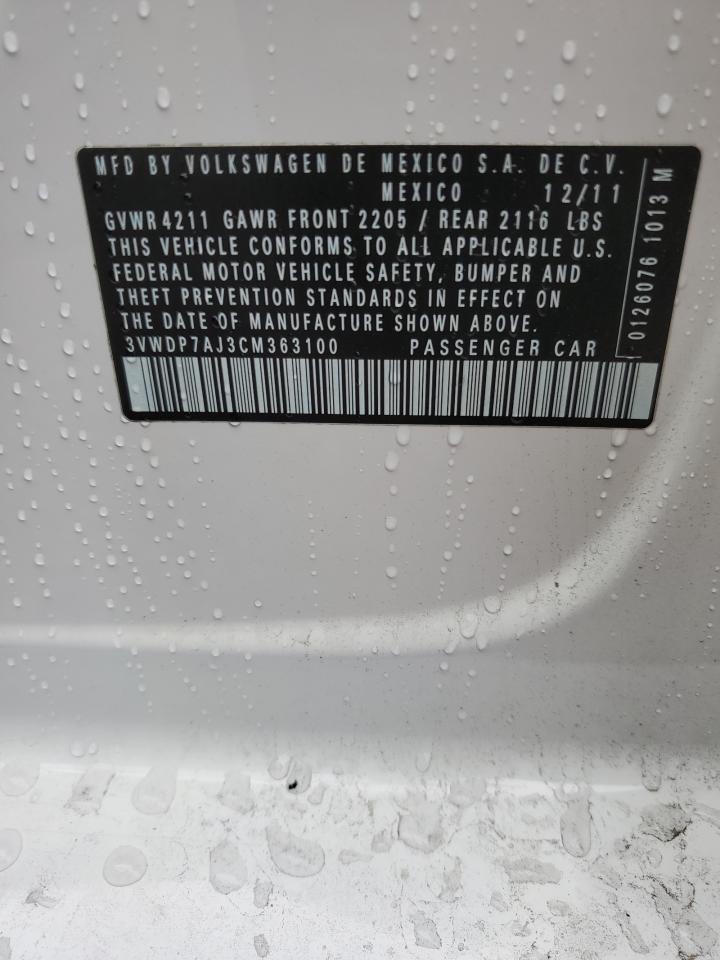 MFD BY VOLKSWAGEN DE MEXICO S.A. DE C.V.
MEXICO 12/11
GVWR 4211 GAWR FRONT 2205 / REAR 2116 LBS
THIS VEHICLE CONFORMS TO ALL APPLICABLE U.S.
FEDERAL MOTOR VEHICLE SAFETY, BUMPER AND
THEFT PREVENTION STANDARDS IN EFFECT ON
THE DATE OF MANUFACTURE SHOWN ABOVE.
3VWDP7AJ3CM363100 PASSENGER CAR
0126076 1013 M